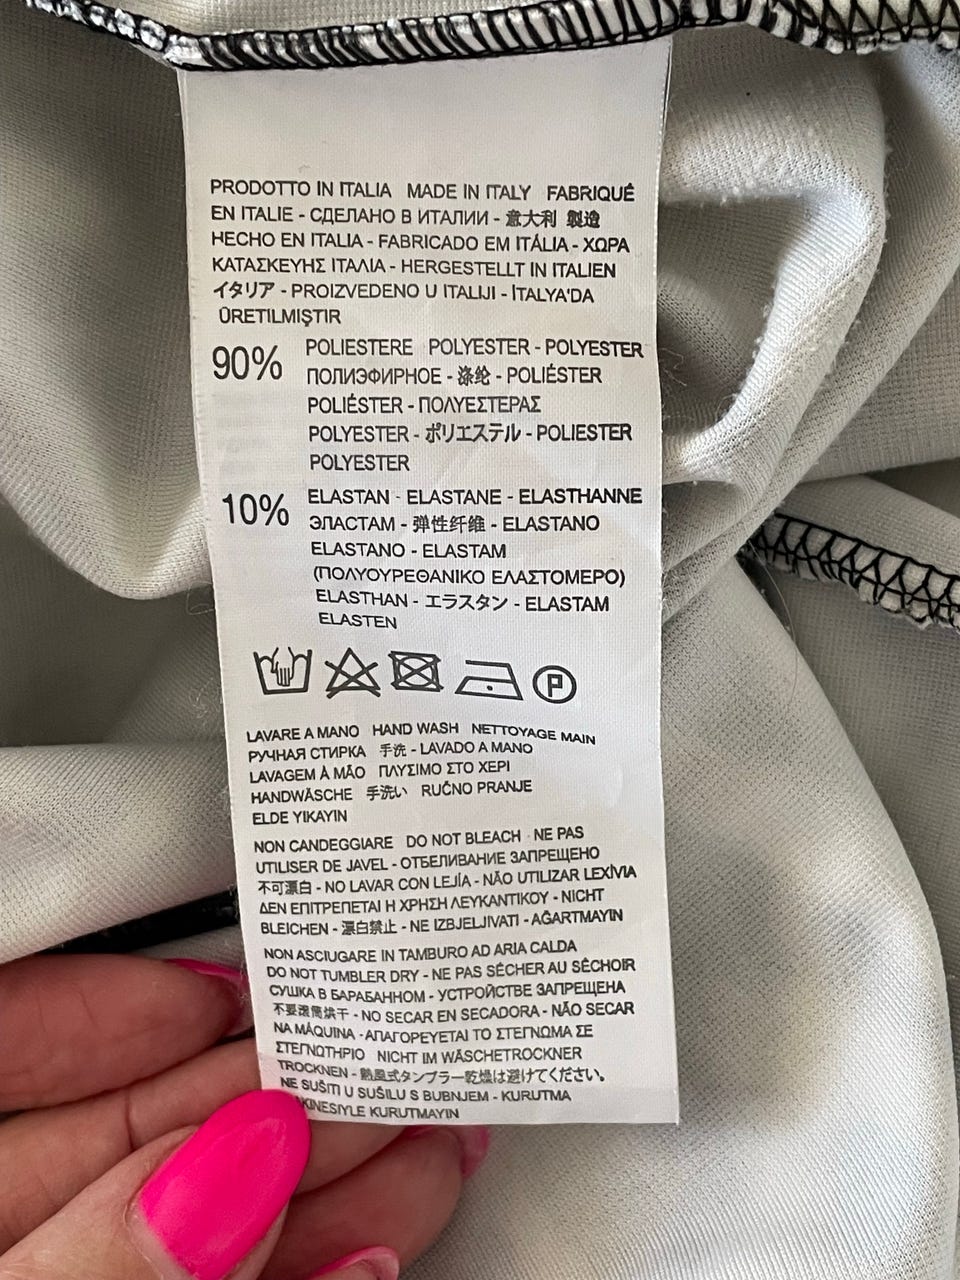 PRODOTTO IN ITALIA MADE IN ITALY FABRIQUÉ
EN ITALIE - СДЕЛАНО В ИТАЛИИ - 意大利 製造
HECHO EN ITALIA - FABRICADO EM ITÁLIA - ΧΩΡΑ
ΚΑΤΑΣΚΕΥΗΣ ΙΤΑΛΙΑ - HERGESTELLT IN ITALIEN
イタリア - PROIZVEDENO U ITALIJI - İTALYA'DA
ÜRETILMIŞTIR
90% POLIESTERE POLYESTER - POLYESTER
ПОЛИЭФИРНОЕ - 涤纶 - POLIÉSTER
POLIÉSTER - ΠΟΛΥΕΣΤΕΡΑΣ
POLYESTER - ポリエステル - POLIESTER
POLYESTER
10% ELASTAN - ELASTANE - ELASTHANNE
ЭЛАСТАМ - 弹性纤维 - ELASTANO
ELASTANO - ELASTAM
(ΠΟΛΥΟΥΡΕΘΑΝΙΚΟ ΕΛΑΣΤΟΜΕΡΟ)
ELASTHAN - エラスタン - ELASTAM
ELASTEN
P
LAVARE A MANO HAND WASH NETTOYAGE MAIN
РУЧНАЯ СТИРКА 手洗 - LAVADO A MANO
LAVAGEM À MÃO ΠΛΥΣΙΜΟ ΣΤΟ ΧΕΡΙ
HANDWÄSCHE 手洗い RUČNO PRANJE
ELDE YIKAYIN
NON CANDEGGIARE DO NOT BLEACH - NE PAS
UTILISER DE JAVEL - ОТБЕЛИВАНИЕ ЗАПРЕЩЕНО
不可漂白 - NO LAVAR CON LEJÍA - NÃO UTILIZAR LEXÍVIA
ΔΕΝ ΕΠΙΤΡΕΠΕΤΑΙ Η ΧΡΗΣΗ ΛΕΥΚΑΝΤΙΚΟΥ - NICHT
BLEICHEN - 漂白禁止 - NE IZBJELJIVATI - AĞARTMAYIN
NON ASCIUGARE IN TAMBURO AD ARIA CALDA
DO NOT TUMBLER DRY - NE PAS SÉCHER AU SÊCHOIR
СУШКА В БАРАБАННОМ - УСТРОЙСТВЕ ЗАПРЕЩЕНА
不要滚筒烘干 - NO SECAR EN SECADORA - NÃO SECAR
NA MÁQUINA - ΑΠΑΓΟΡΕΥΕΤΑΙ ΤΟ ΣΤΕΓΝΩΜΑ ΣΕ
ΣΤΕΓΝΩΤΗΡΙΟ NICHT IM WÄSCHETROCKNER
TROCKNEN - 熱風式タンブラー乾燥は避けてください。
NE SUŠITI U SUŠILU S BUBNJEM - KURUTMA
KURUTMAYIN